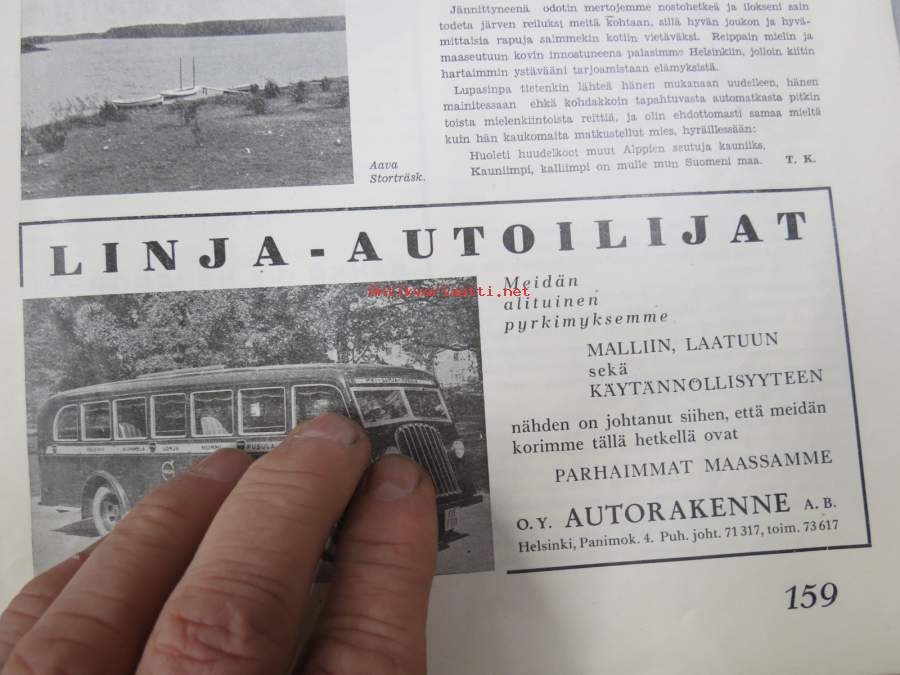 Jännittyneenä odotin mertojemme nostohetkeä ja ilokseni sain
todeta järven reiluksi meitä kohtaan, sillä hyvän joukon ja hyvä-
mittaisia rapuja saimmekin kotiin vietäväksi. Reippain mielin ja
maaseutuun kovin innostuneena palasimme Helsinkiin, jolloin kiitin
hartaimmin ystävääni tarjoamistaan elämyksistä.
Lupasinpa tietenkin lähteä hänen mukanaan uudelleen, hänen
mainitessaan ehkä kohdakkoin tapahtuvasta automatkasta pitkin
toista mielenkiintoista reittiä, ja olin ehdottomasti samaa mieltä
kuin hän kaukomaita matkustellut mies, hyräillessään:
Huoleti huudelkoot muut Alppien seutuja kauniiks,
Kauniimpi, kalliimpi on mulle mun Suomeni maa. T. K.
Aava
Storträsk.
LINJA-AUTOILIJAT
antikvariaatti.net
Meidän
alituinen
pyrkimyksemme
MALLIIN, LAATUUN
sekä
KÄYTÄNNÖLLISYYTEEN
nähden on johtanut siihen, että meidän
korimme tällä hetkellä ovat
PARHAIMMAT MAASSAMME
O. Y. AUTORAKENNE A. B.
Helsinki, Panimok. 4. Puh. joht. 71 317, toim. 73 617
PUSULA
159